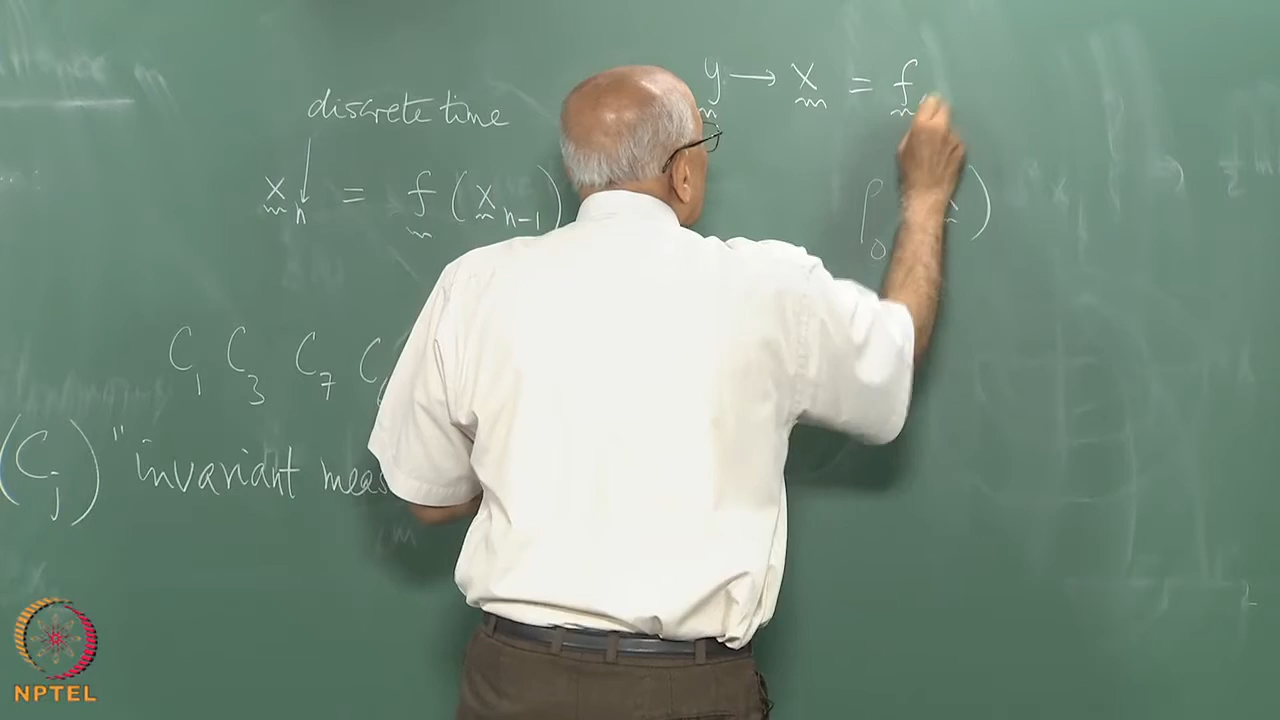 y → x = f
discrete time
x_n = f(x_{n-1})
ρ_0 x)
C_1 C_3 C_7 C
(C_j)" invariant meas
NPTEL